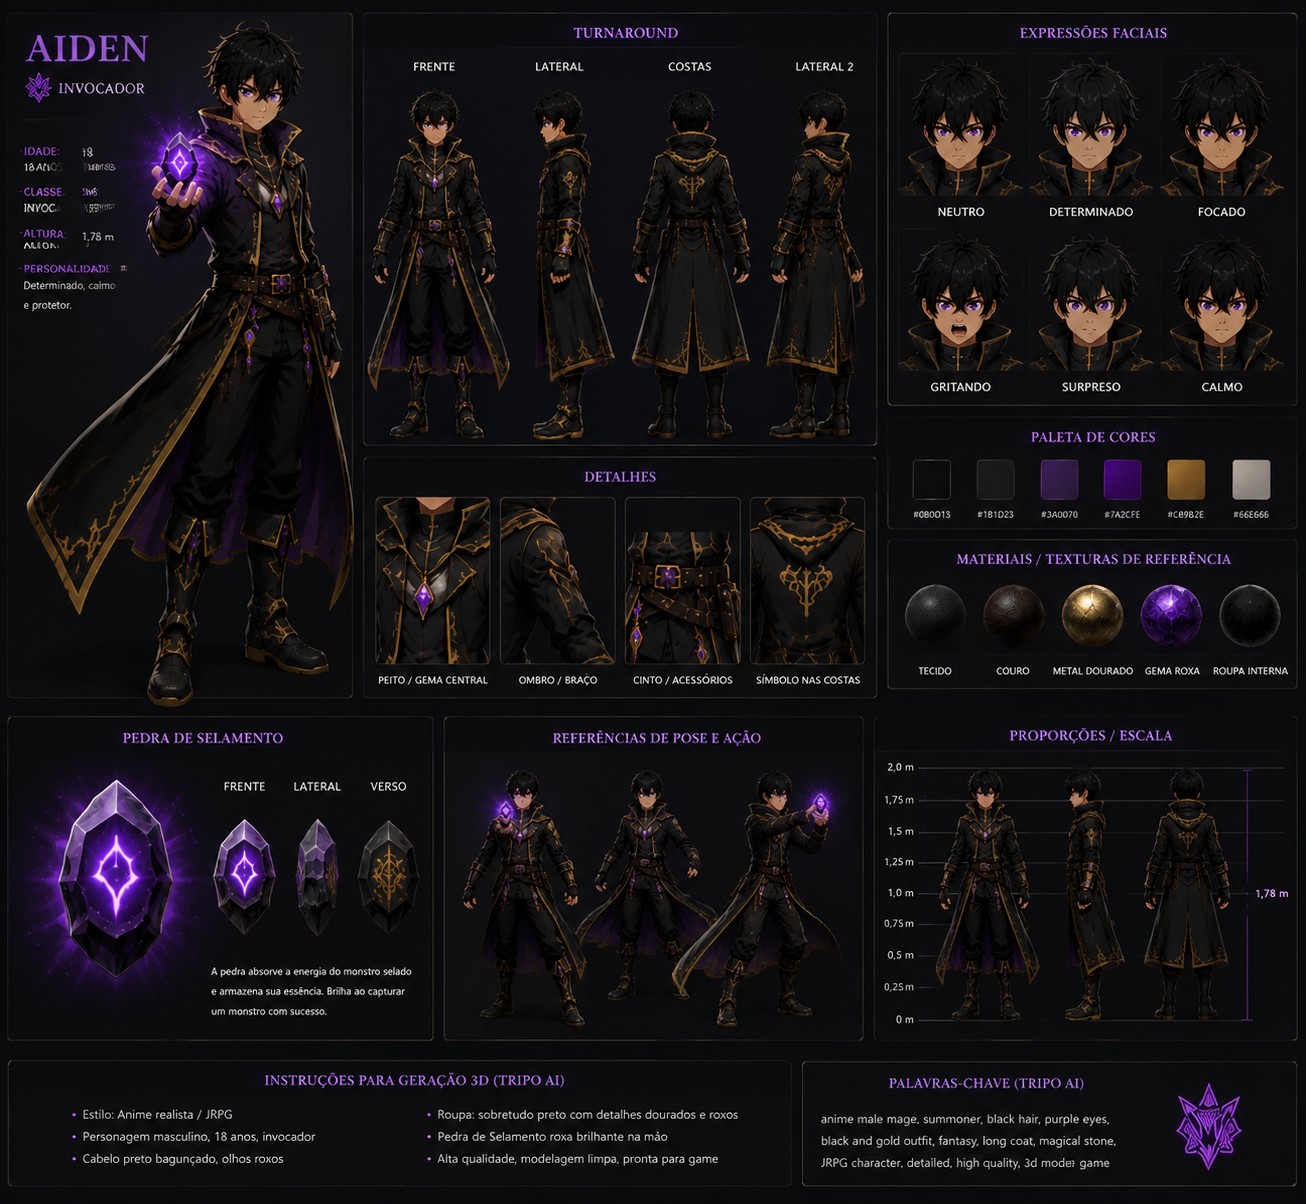 AIDEN
INVOCADOR
IDADE:
18 ANOS
CLASSE:
INVOC
ALTURA: 1,78 m
PERSONALIDADE
Determinado, calmo
e protetor.
TURNAROUND
FRENTE LATERAL COSTAS LATERAL 2
EXPRESSÕES FACIAIS
NEUTRO DETERMINADO FOCADO
GRITANDO SURPRESO CALMO
DETALHES
PEITO / GEMA CENTRAL OMBRO / BRAÇO CINTO / ACESSÓRIOS SÍMBOLO NAS COSTAS
PALETA DE CORES
#0B0D13 #1B1D23 #3A0070 #7A2CFE #C89B2E #66E666
MATERIAIS / TEXTURAS DE REFERÊNCIA
TECIDO COURO METAL DOURADO GEMA ROXA ROUPA INTERNA
PEDRA DE SELAMENTO
FRENTE LATERAL VERSO
A pedra absorve a energia do monstro selado
e armazena sua essência. Brilha ao capturar
um monstro com sucesso.
REFERÊNCIAS DE POSE E AÇÃO
PROPORÇÕES / ESCALA
2,0 m
1,75 m
1,5 m
1,25 m
1,0 m
1,78 m
0,75 m
0,5 m
0,25 m
0 m
INSTRUÇÕES PARA GERAÇÃO 3D (TRIPO AI)
• Estilo: Anime realista / JRPG
• Personagem masculino, 18 anos, invocador
• Cabelo preto bagunçado, olhos roxos
• Roupa: sobretudo preto com detalhes dourados e roxos
• Pedra de Selamento roxa brilhante na mão
• Alta qualidade, modelagem limpa, pronta para game
PALAVRAS-CHAVE (TRIPO AI)
anime male mage, summoner, black hair, purple eyes,
black and gold outfit, fantasy, long coat, magical stone,
JRPG character, detailed, high quality, 3d model game